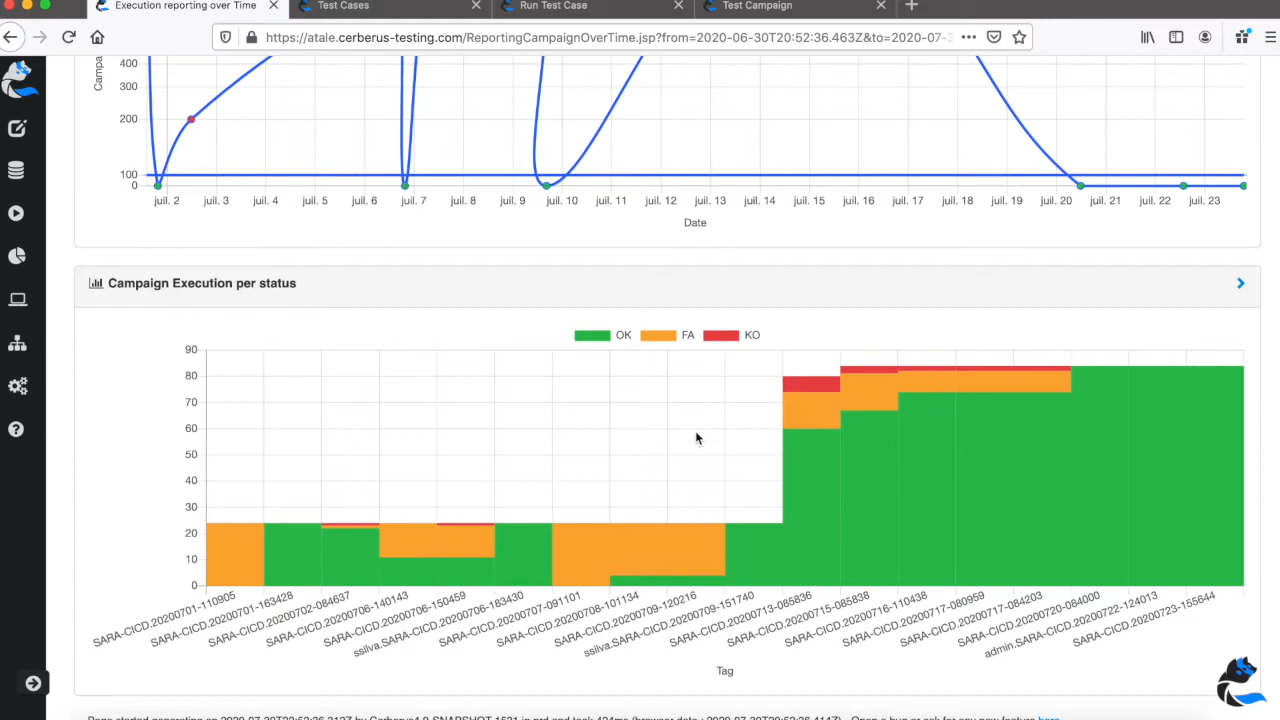 Execution reporting over Time
Test Cases
Run Test Case
Test Campaign
https://atale.cerberus-testing.com/ReportingCampaignOverTime.jsp?from=2020-06-30T20:52:36.463Z&to=2020-07-3
Campa
400
300
200
100
0
juil. 2 juil. 3 juil. 4 juil. 5 juil. 6 juil. 7 juil. 8 juil. 9 juil. 10 juil. 11 juil. 12 juil. 13 juil. 14 juil. 15 juil. 16 juil. 17 juil. 18 juil. 19 juil. 20 juil. 21 juil. 22 juil. 23
Date
Campaign Execution per status
OK FA KO
90
80
70
60
50
40
30
20
10
0
SARA-CICD.20200701-110905
SARA-CICD.20200701-163428
SARA-CICD.20200702-084637
SARA-CICD.20200706-140143
SARA-CICD.20200706-150459
ssilva.SARA-CICD.20200706-183430
SARA-CICD.20200707-091101
SARA-CICD.20200708-101134
SARA-CICD.20200709-120216
ssilva.SARA-CICD.20200709-151740
SARA-CICD.20200713-085836
SARA-CICD.20200715-085838
SARA-CICD.20200716-110438
SARA-CICD.20200717-080959
SARA-CICD.20200717-084203
SARA-CICD.20200720-084000
admin.SARA-CICD.20200722-124013
SARA-CICD.20200723-155644
Tag